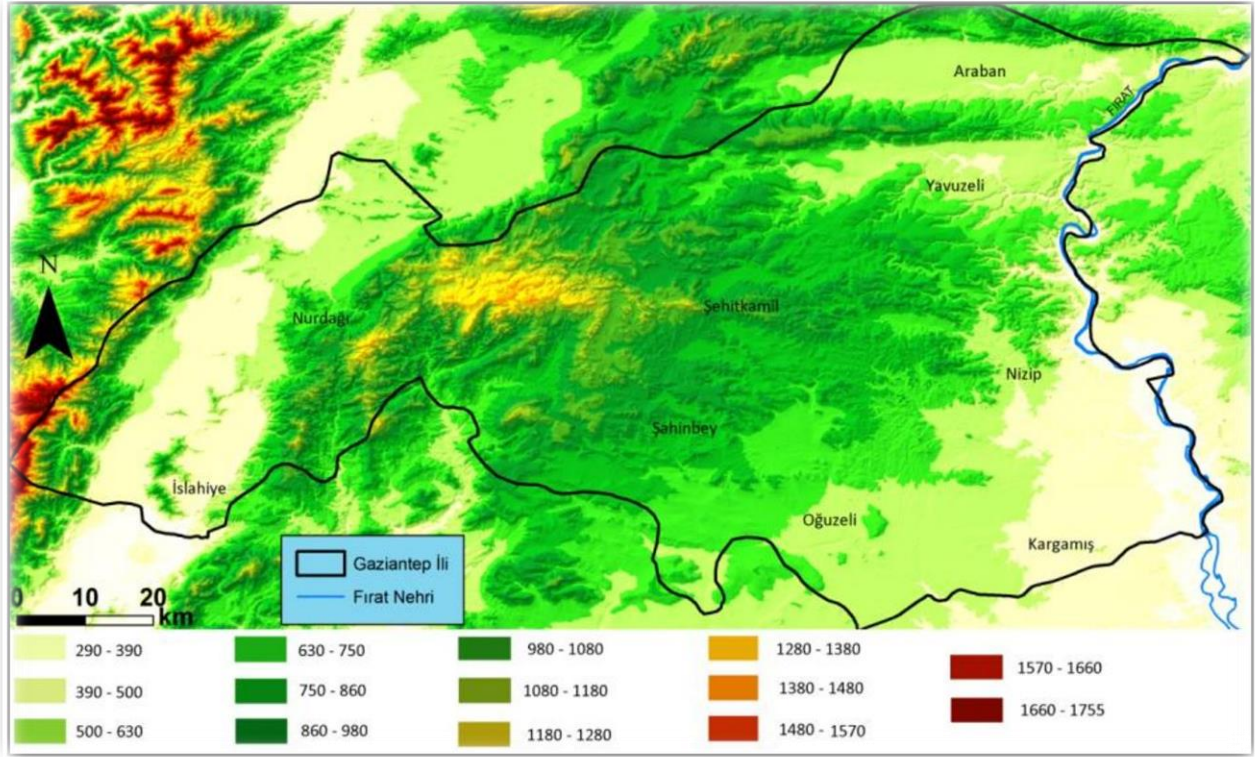 Araban
FIRAT
Yavuzeli
N
Nurdağı
Şehitkamil
Nizip
Şahinbey
İslahiye
Oğuzeli
Kargamış
Gaziantep İli
Fırat Nehri
0 10 20
km
290 - 390
390 - 500
500 - 630
630 - 750
750 - 860
860 - 980
980 - 1080
1080 - 1180
1180 - 1280
1280 - 1380
1380 - 1480
1480 - 1570
1570 - 1660
1660 - 1755